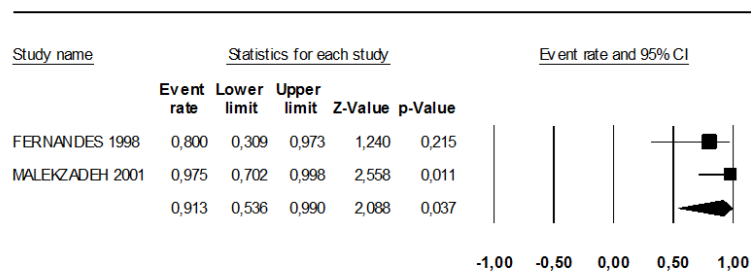 Study name Statistics for each study Event rate and 95% CI
Event Lower Upper
rate limit limit Z-Value p-Value
FERNANDES 1998 0,800 0,309 0,973 1,240 0,215
MALEKZADEH 2001 0,975 0,702 0,998 2,558 0,011
0,913 0,536 0,990 2,088 0,037
-1,00 -0,50 0,00 0,50 1,00